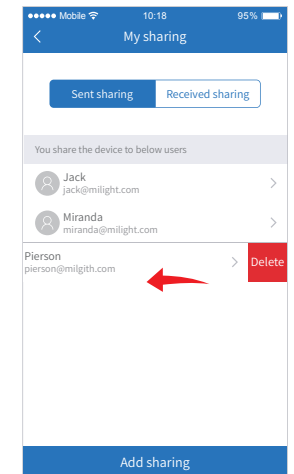 Mobile 10:18 95%
My sharing
Sent sharing Received sharing
You share the device to below users
Jack
jack@milight.com
Miranda
miranda@milight.com
Pierson
pierson@milgith.com
Delete
Add sharing